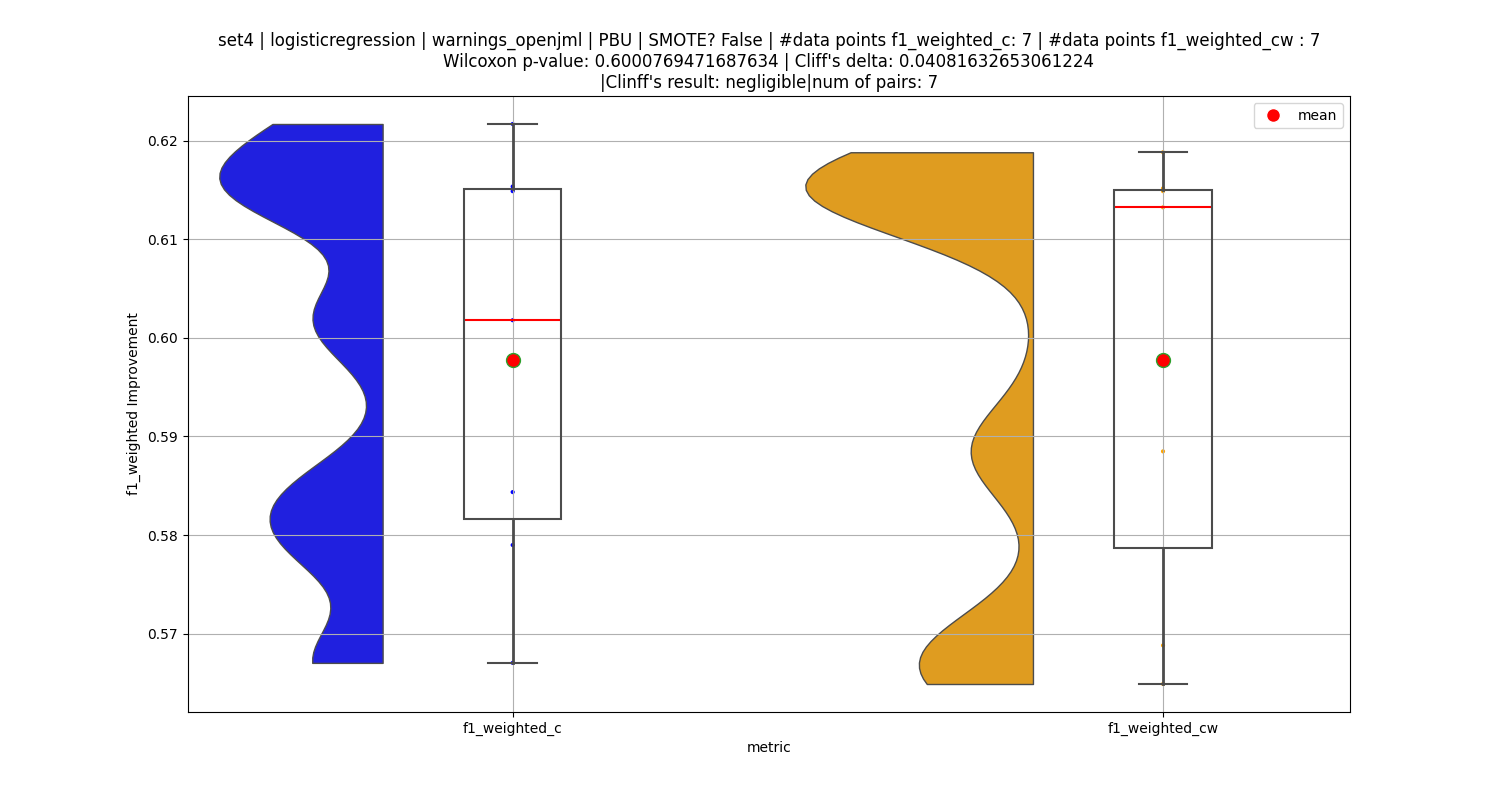 set4 | logisticregression | warnings_openjml | PBU | SMOTE? False | #data points f1_weighted_c: 7 | #data points f1_weighted_cw : 7
Wilcoxon p-value: 0.6000769471687634 | Cliff's delta: 0.04081632653061224
|Clinff's result: negligible|num of pairs: 7
mean
0.62
0.61
0.60
0.59
0.58
0.57
f1_weighted Improvement
f1_weighted_c
f1_weighted_cw
metric